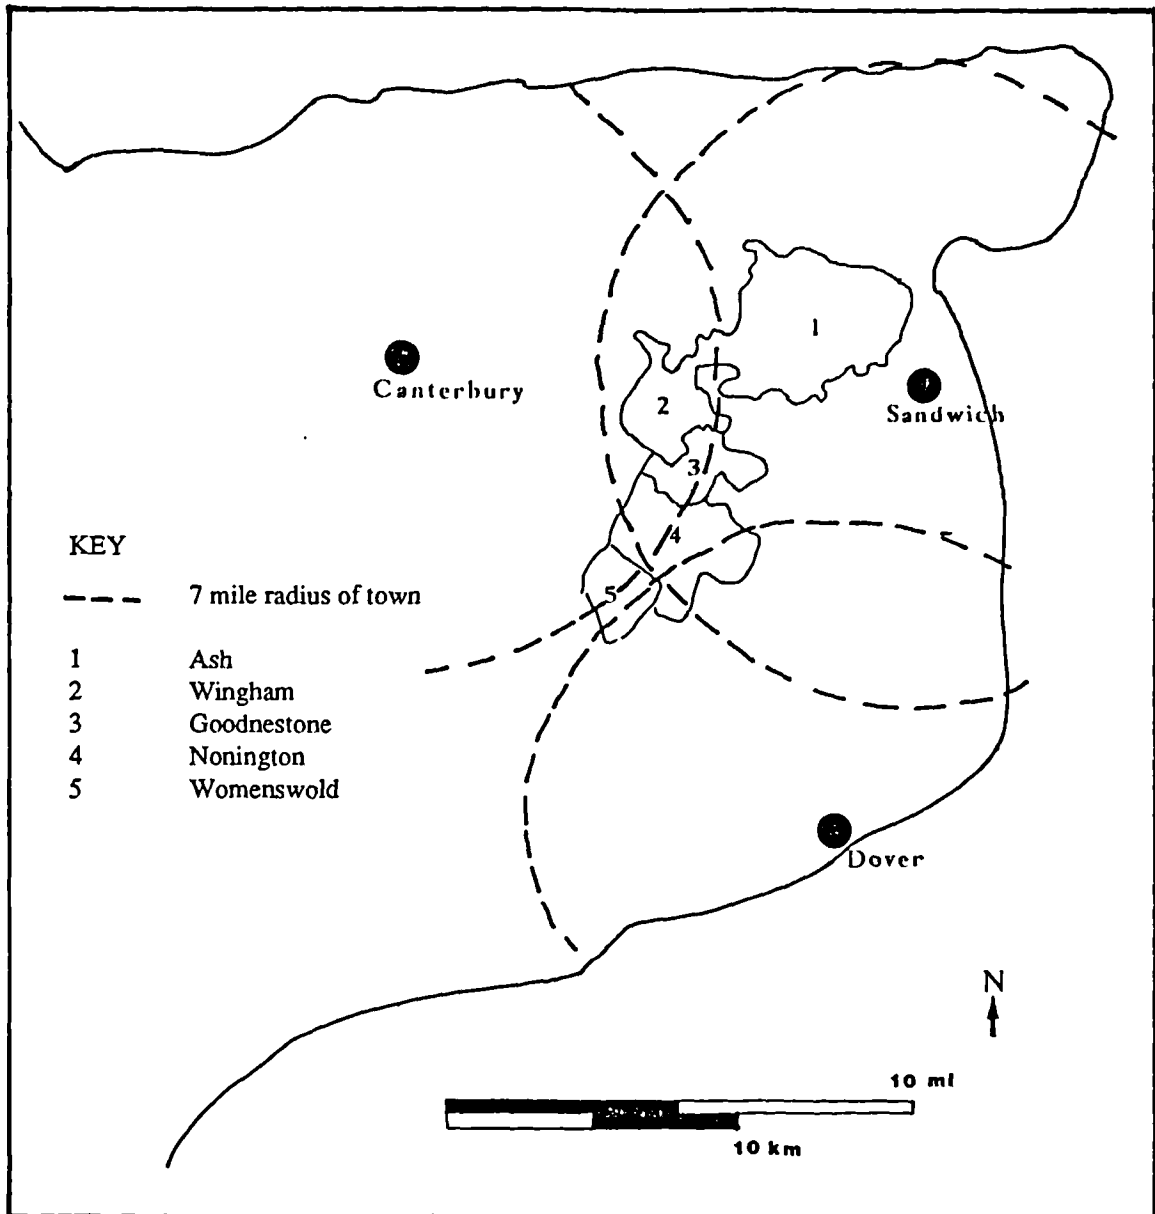 1
Canterbury
2
Sandwich
3
4
5
KEY
7 mile radius of town
1 Ash
2 Wingham
3 Goodnestone
4 Nonington
5 Womenswold
Dover
N
10 mi
10 km